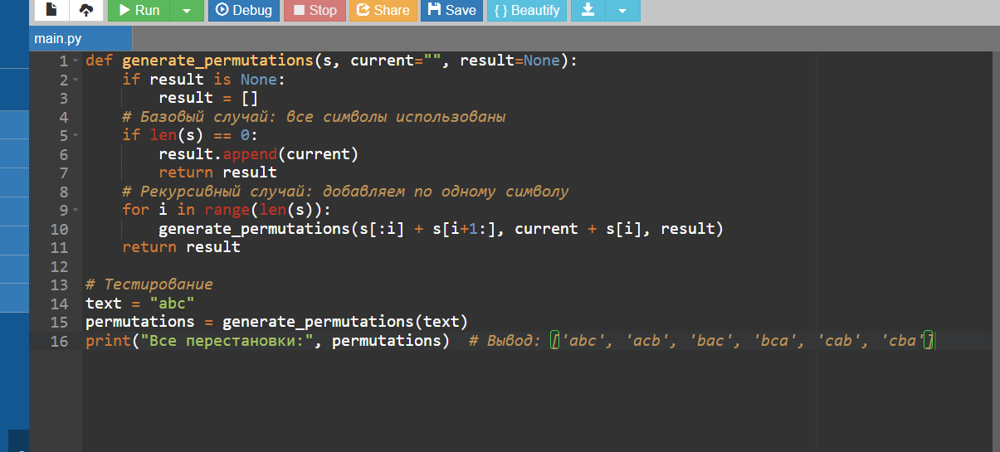 Run Debug Stop Share Save { } Beautify
main.py
1 def generate_permutations(s, current="", result=None):
2     if result is None:
3         result = []
4     # Базовый случай: все символы использованы
5     if len(s) == 0:
6         result.append(current)
7         return result
8     # Рекурсивный случай: добавляем по одному символу
9     for i in range(len(s)):
10         generate_permutations(s[:i] + s[i+1:], current + s[i], result)
11     return result
12
13 # Тестирование
14 text = "abc"
15 permutations = generate_permutations(text)
16 print("Все перестановки:", permutations)  # Вывод: ['abc', 'acb', 'bac', 'bca', 'cab', 'cba']